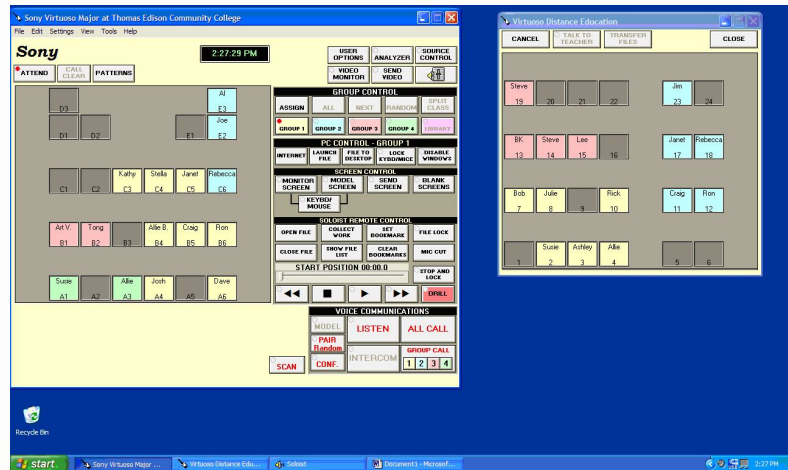 Sony Virtuoso Major at Thomas Edison Community College
File Edit Settings View Tools Help
Sony
2:27:29 PM
USER OPTIONS
ANALYZER
SOURCE CONTROL
ATTEND
CALL CLEAR
PATTERNS
VIDEO MONITOR
SEND VIDEO
Al
D3 E3
Joe
D1 D2 E1 E2
Kathy Stella Janet Rebecca
C1 C2 C3 C4 C5 C6
Art V. Tong Allie B. Craig Ron
B1 B2 B3 B4 B5 B6
Susie Allie Josh Dave
A1 A2 A3 A4 A5 A6
GROUP CONTROL
ASSIGN ALL NEXT RANDOM SPLIT CLASS
GROUP 1 GROUP 2 GROUP 3 GROUP 4 LIBRARY
PC CONTROL - GROUP 1
INTERNET LAUNCH FILE FILE TO DESKTOP LOCK KYBD/MICE DISABLE WINDOWS
SCREEN CONTROL
MONITOR SCREEN MODEL SCREEN SEND SCREEN BLANK SCREENS
KEYBD/ MOUSE
SOLOIST REMOTE CONTROL
OPEN FILE COLLECT WORK SET BOOKMARK FILE LOCK
CLOSE FILE SHOW FILE LIST CLEAR BOOKMARKS MIC CUT
START POSITION 00:00.0
STOP AND LOCK
DRILL
VOICE COMMUNICATIONS
MODEL LISTEN ALL CALL
PAIR Random
SCAN CONF. INTERCOM GROUP CALL
1 2 3 4
Virtuoso Distance Education
CANCEL TALK TO TEACHER TRANSFER FILES CLOSE
Steve Jim
19 20 21 22 23 24
BK Steve Lee Janet Rebecca
13 14 15 16 17 18
Bob Julie Rick Craig Ron
7 8 9 10 11 12
Susie Ashley Allie
1 2 3 4 5 6
Recycle Bin
start Sony Virtuoso Major ... Virtuoso Distance Edu... Soloist Document1 - Microsof... 2:27 PM